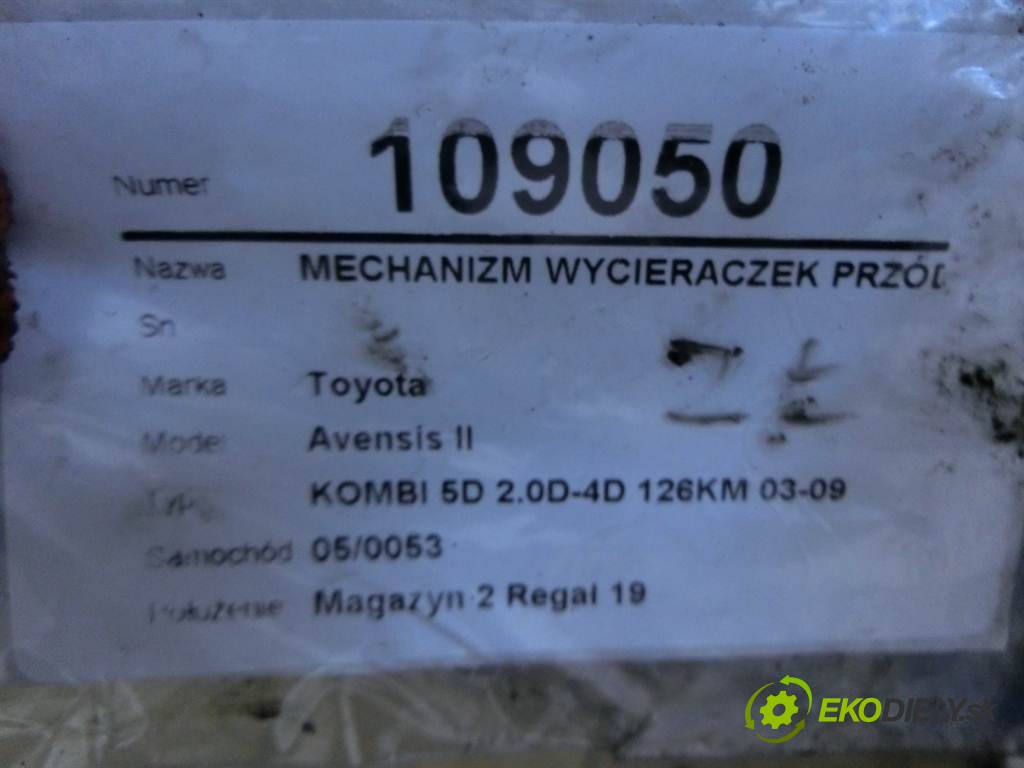 Numer 109050
Nazwa MECHANIZM WYCIERACZEK PRZÓD
Sn
Marka Toyota
Model Avensis II
Typ KOMBI 5D 2.0D-4D 126KM 03-09
Samochód 05/0053
Położenie Magazyn 2 Regał 19
EKODIELY.sk